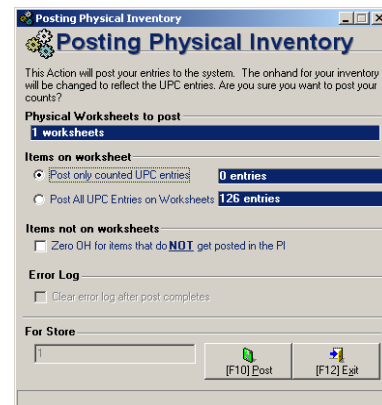 Posting Physical Inventory
Posting Physical Inventory
This Action will post your entries to the system. The onhand for your inventory
will be changed to reflect the UPC entries. Are you sure you want to post your
counts?
Physical Worksheets to post
1 worksheets
Items on worksheet
Post only counted UPC entries 0 entries
Post All UPC Entries on Worksheets 126 entries
Items not on worksheets
Zero OH for items that do NOT get posted in the PI
Error Log
Clear error log after post completes
For Store
1
[F10] Post [F12] Exit